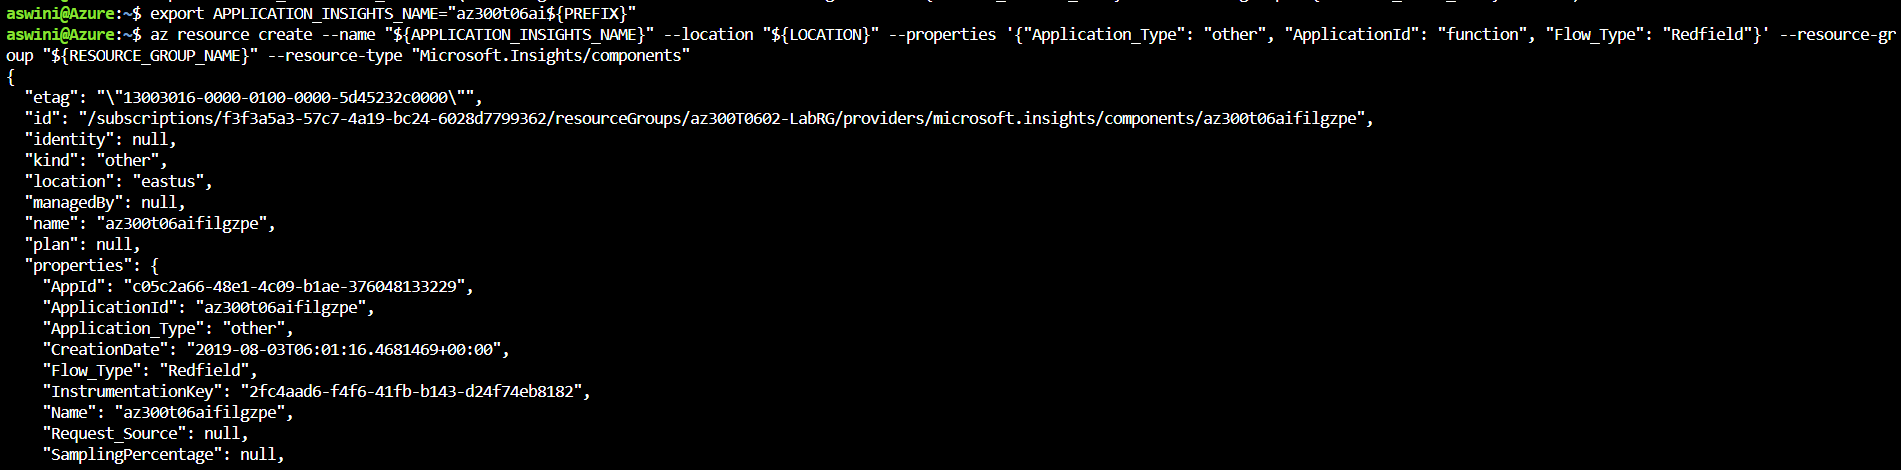 aswini@Azure:~$ export APPLICATION_INSIGHTS_NAME="az300t06ai${PREFIX}"
aswini@Azure:~$ az resource create --name "${APPLICATION_INSIGHTS_NAME}" --location "${LOCATION}" --properties '{"Application_Type": "other", "ApplicationId": "function", "Flow_Type": "Redfield"}' --resource-gr
oup "${RESOURCE_GROUP_NAME}" --resource-type "Microsoft.Insights/components"
{
  "etag": "\"13003016-0000-0100-0000-5d45232c0000\"",
  "id": "/subscriptions/f3f3a5a3-57c7-4a19-bc24-6028d7799362/resourceGroups/az300T0602-LabRG/providers/microsoft.insights/components/az300t06aifilgzpe",
  "identity": null,
  "kind": "other",
  "location": "eastus",
  "managedBy": null,
  "name": "az300t06aifilgzpe",
  "plan": null,
  "properties": {
    "AppId": "c05c2a66-48e1-4c09-b1ae-376048133229",
    "ApplicationId": "az300t06aifilgzpe",
    "Application_Type": "other",
    "CreationDate": "2019-08-03T06:01:16.4681469+00:00",
    "Flow_Type": "Redfield",
    "InstrumentationKey": "2fc4aad6-f4f6-41fb-b143-d24f74eb8182",
    "Name": "az300t06aifilgzpe",
    "Request_Source": null,
    "SamplingPercentage": null,